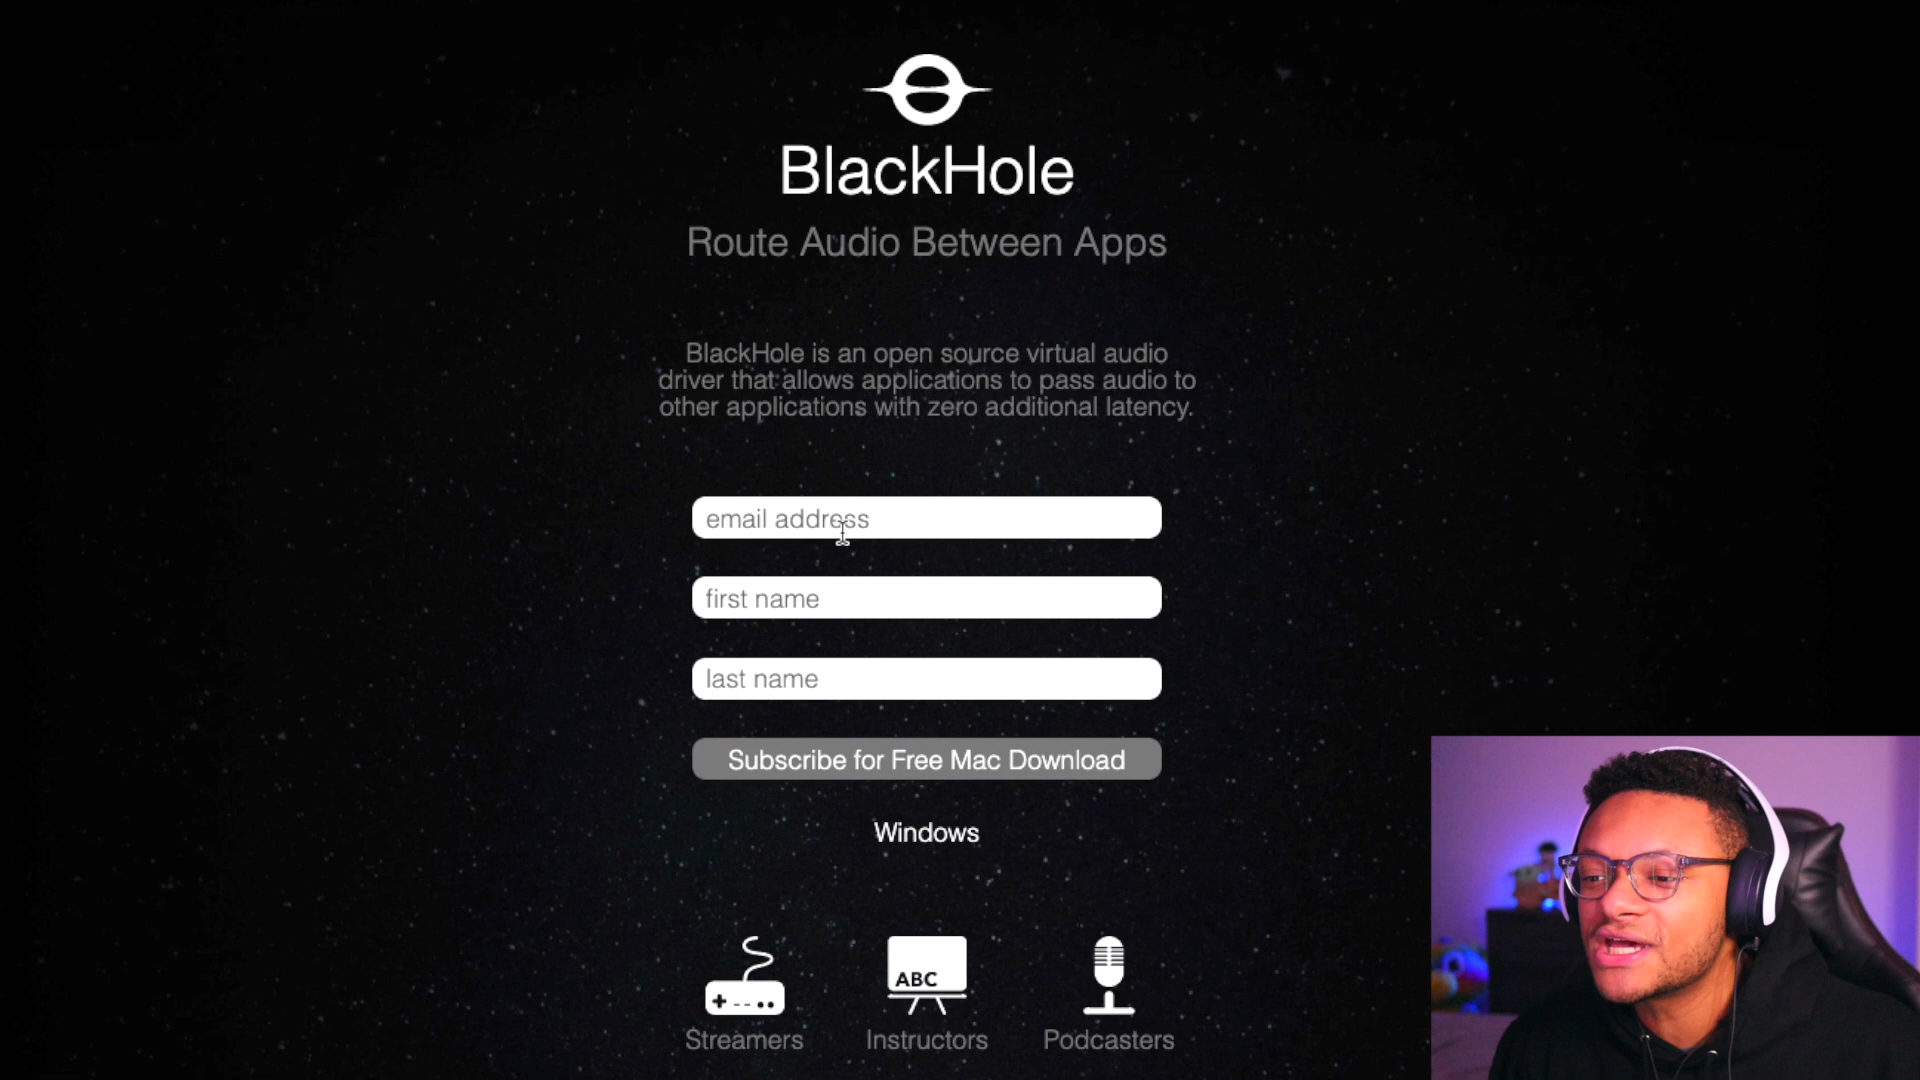 BlackHole
Route Audio Between Apps
BlackHole is an open source virtual audio
driver that allows applications to pass audio to
other applications with zero additional latency.
email address
first name
last name
Subscribe for Free Mac Download
Windows
ABC
Streamers
Instructors
Podcasters